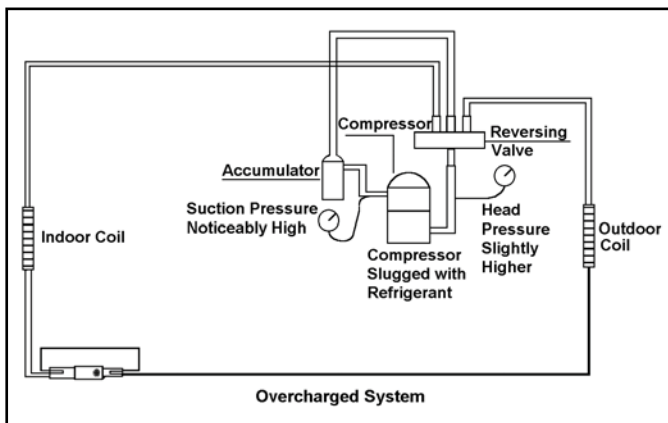 Compressor
Reversing
Valve
Accumulator
Suction Pressure
Noticeably High
Head
Pressure
Slightly
Higher
Indoor Coil
Outdoor
Coil
Compressor
Slugged with
Refrigerant
Overcharged System